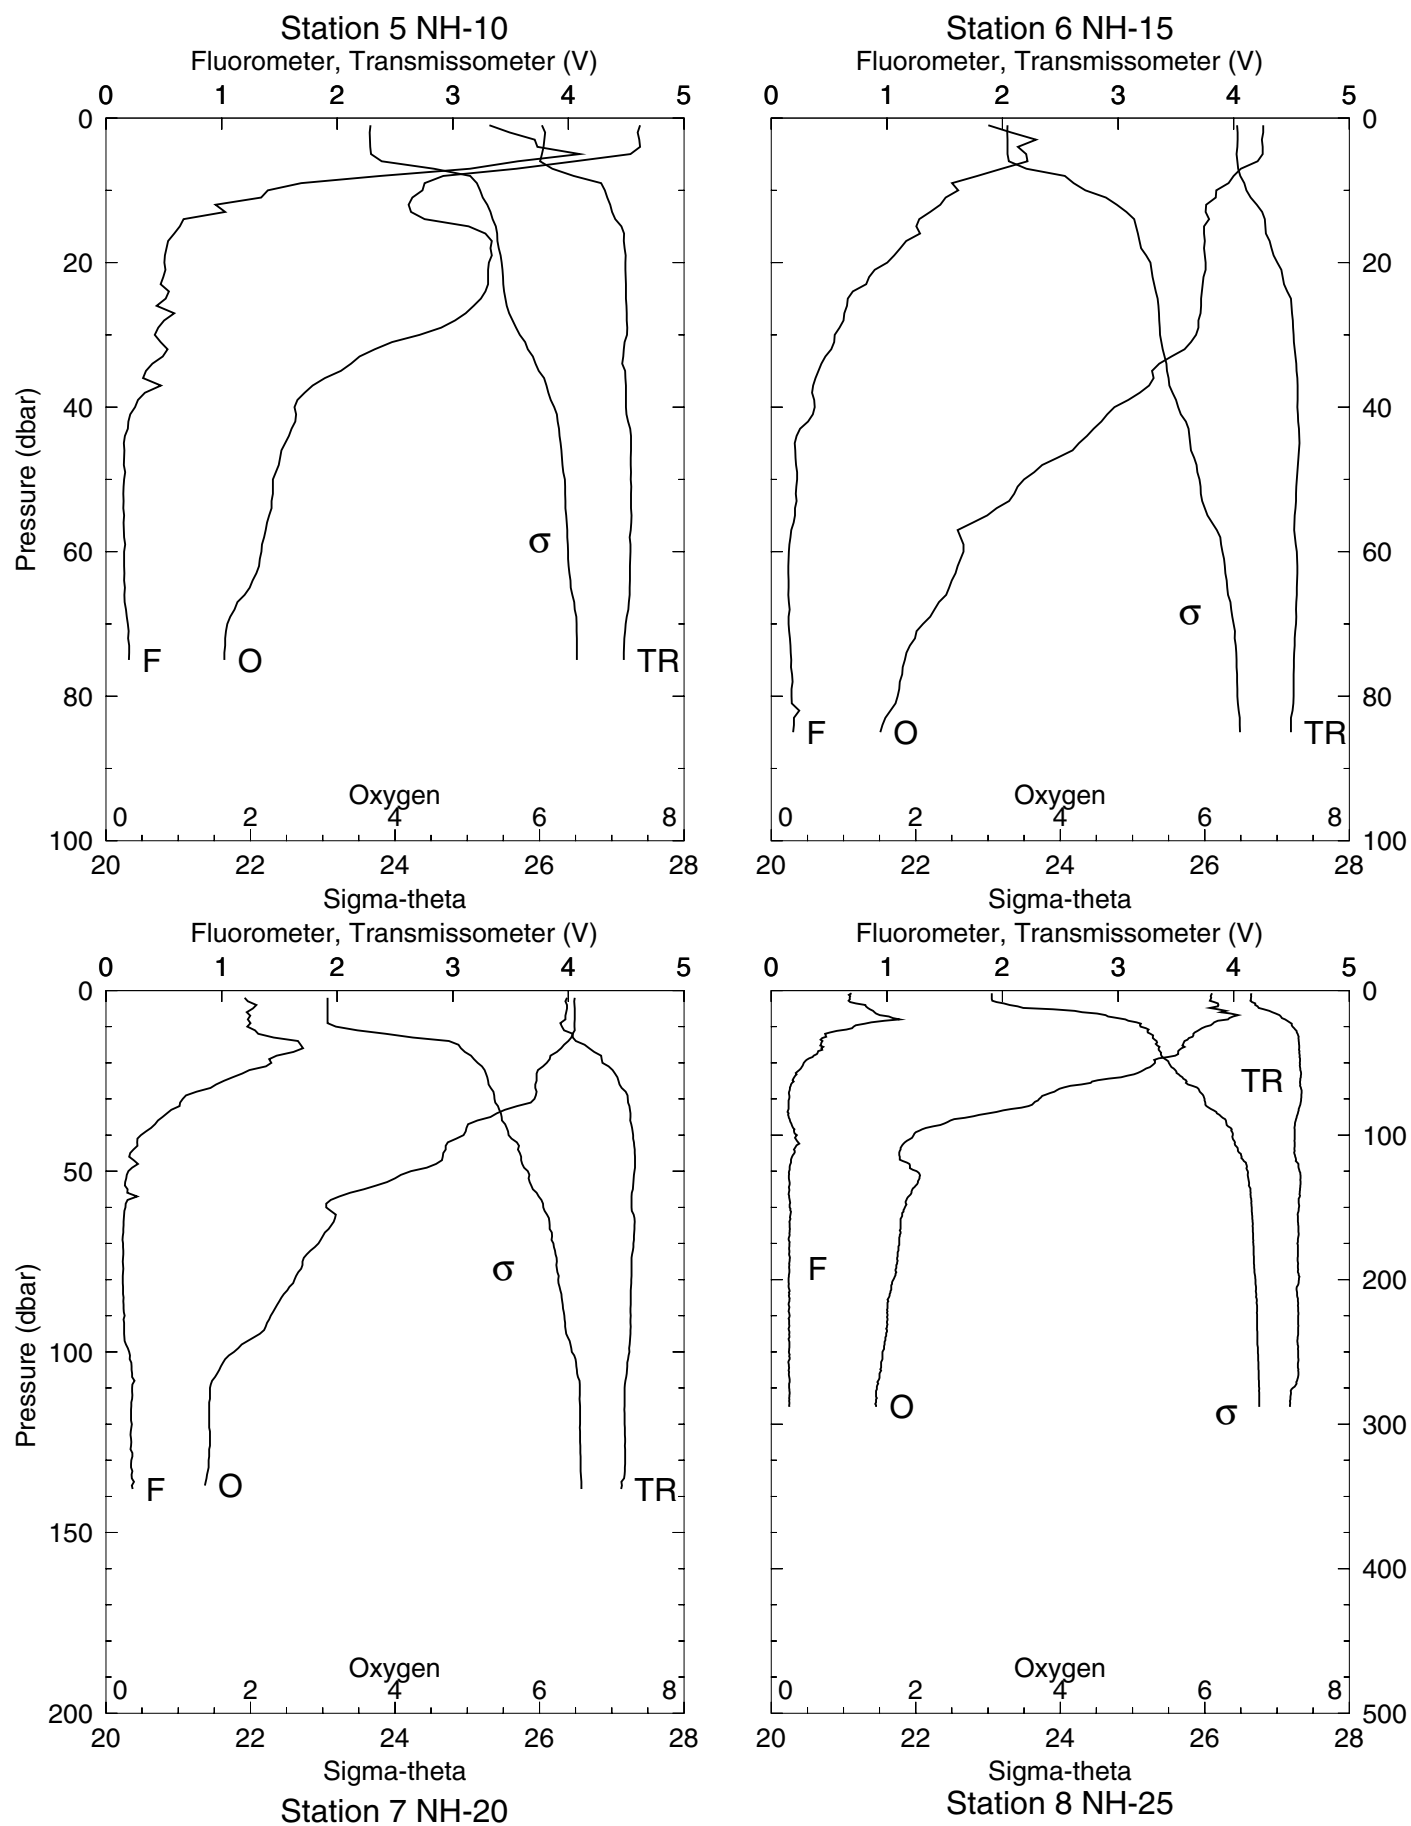 Station 5 NH-10
Fluorometer, Transmissometer (V)
0 1 2 3 4 5
0
20
40
60
80
100
Pressure (dbar)
σ
F O TR
Oxygen
0 2 4 6 8
20 22 24 26 28
Sigma-theta
Station 6 NH-15
Fluorometer, Transmissometer (V)
0 1 2 3 4 5
0
20
40
60
80
100
σ
F O TR
Oxygen
0 2 4 6 8
20 22 24 26 28
Sigma-theta
Fluorometer, Transmissometer (V)
0 1 2 3 4 5
0
50
100
150
200
Pressure (dbar)
σ
F O TR
Oxygen
0 2 4 6 8
20 22 24 26 28
Sigma-theta
Station 7 NH-20
Fluorometer, Transmissometer (V)
0 1 2 3 4 5
0
100
200
300
400
500
TR
F
O σ
Oxygen
0 2 4 6 8
20 22 24 26 28
Sigma-theta
Station 8 NH-25